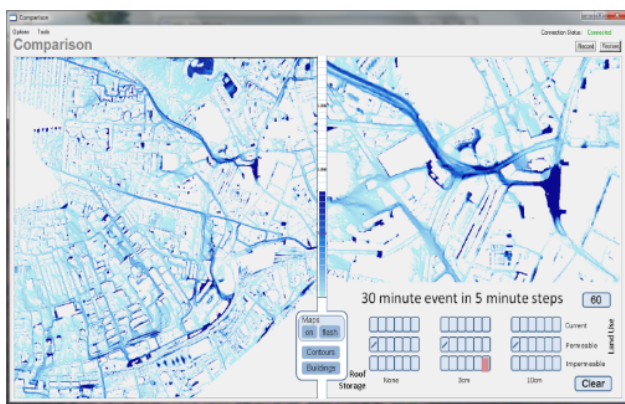 Comparison
Options Tools
Connection Status: Connected
Comparison
Record Position
30 minute event in 5 minute steps 60
Maps
on flash
Contours
Buildings
Current
Permeable
Impermeable
Land Use
Roof Storage
None 3cm 10cm
Clear